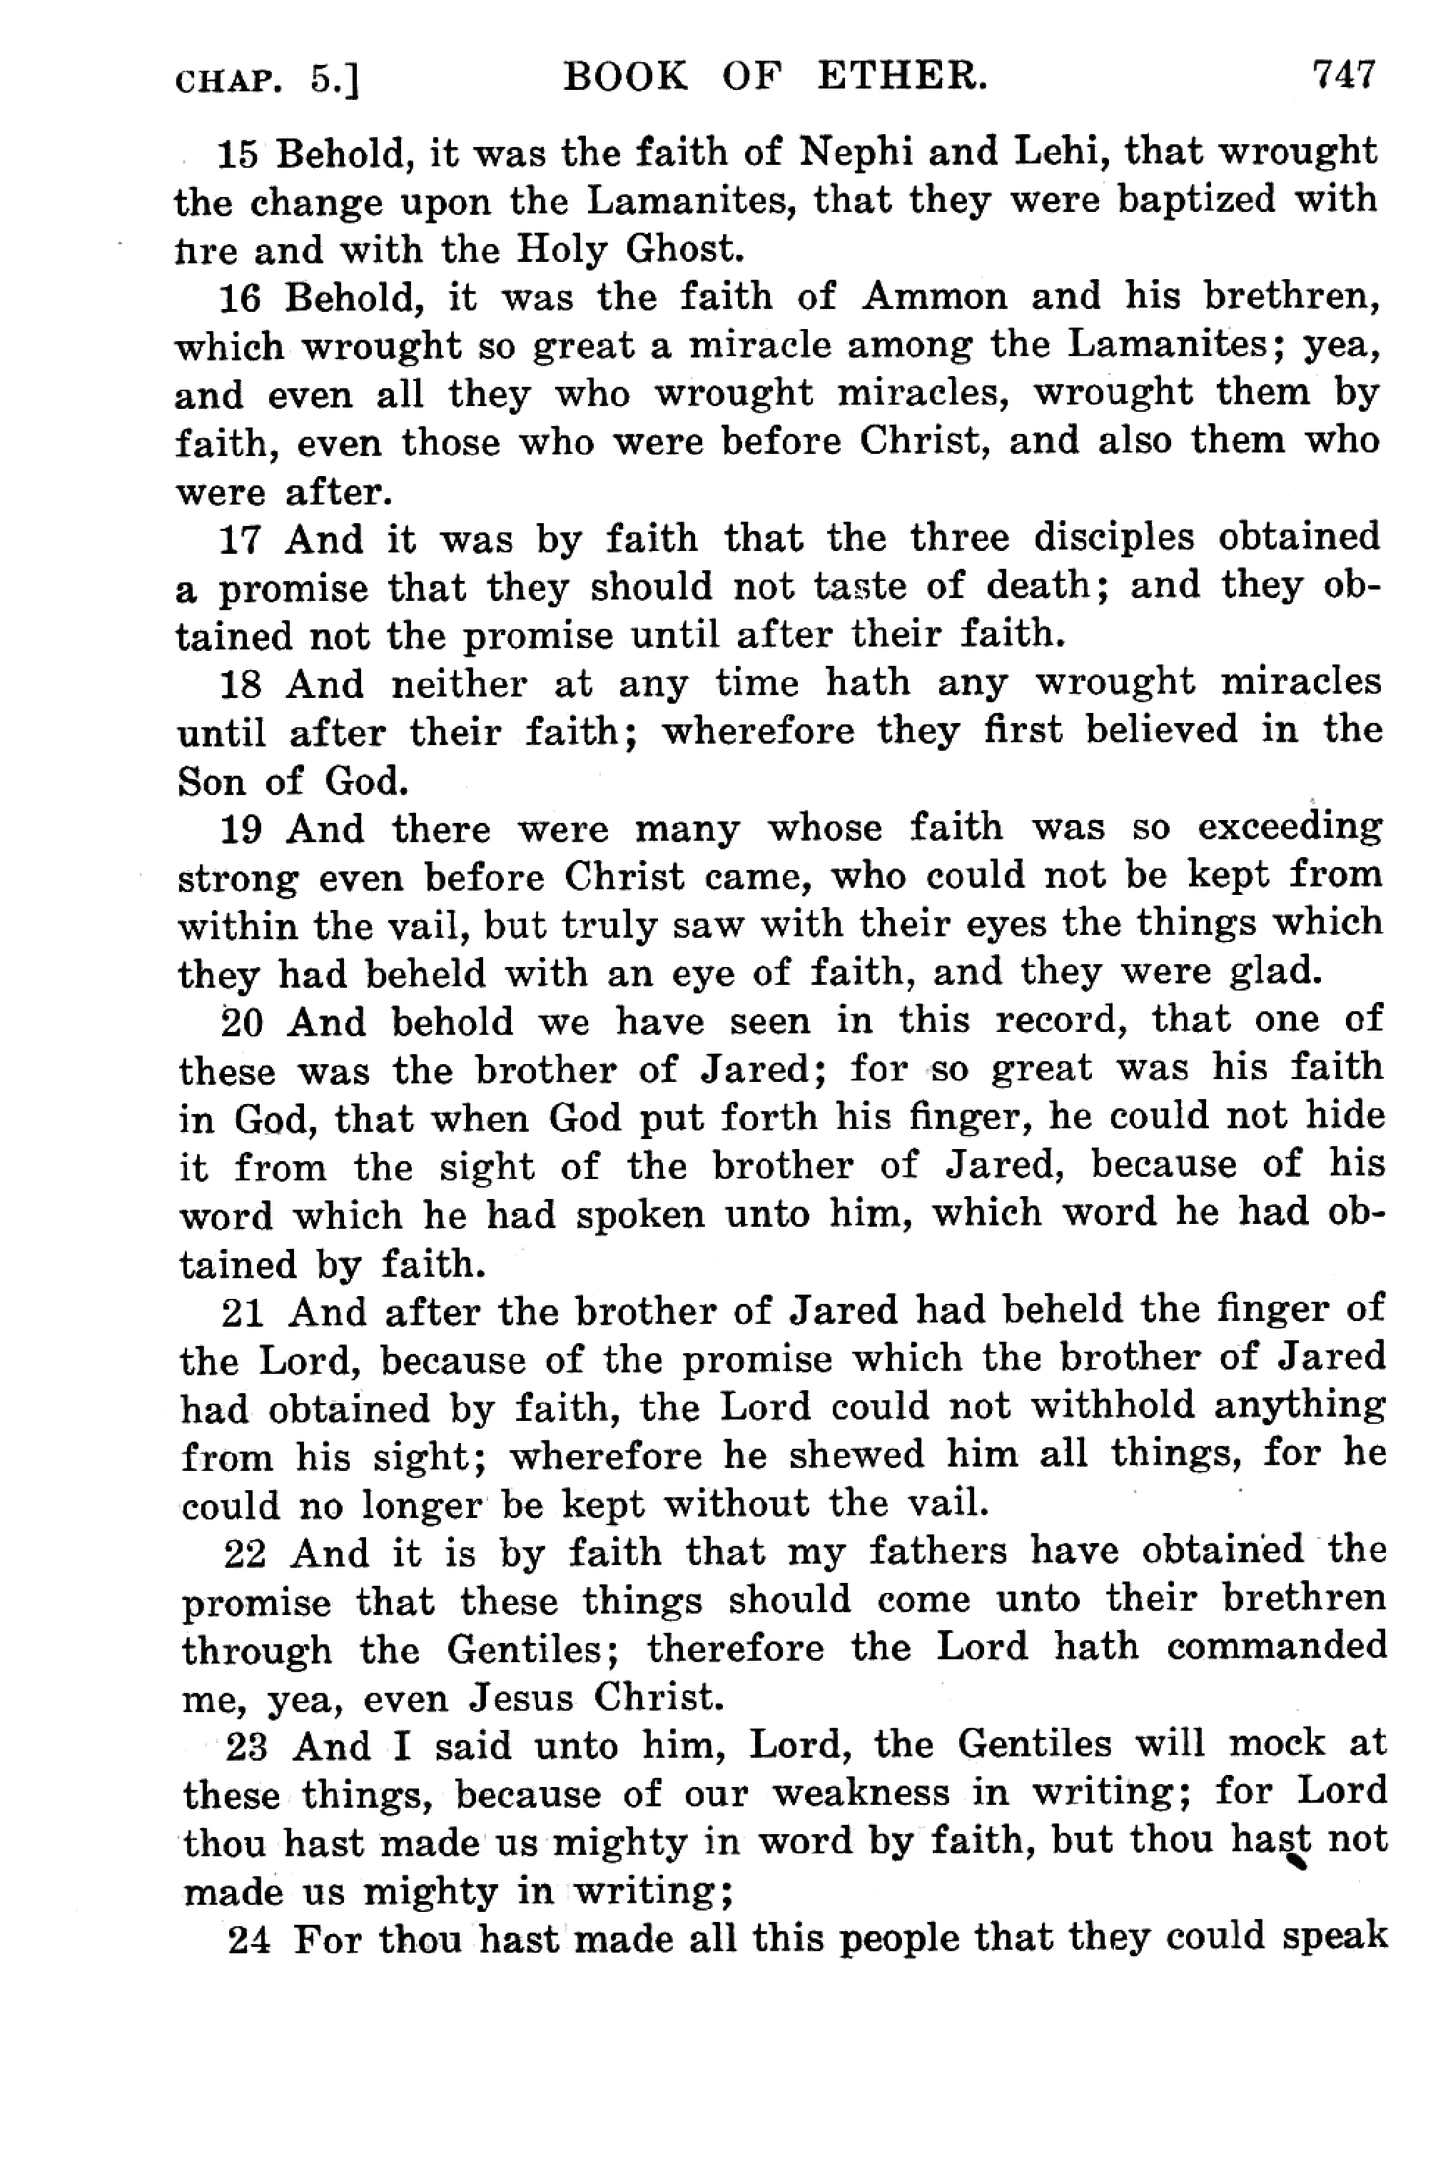 CHAP. 5.] BOOK OF ETHER. 747
15 Behold, it was the faith of Nephi and Lehi, that wrought
the change upon the Lamanites, that they were baptized with
fire and with the Holy Ghost.
16 Behold, it was the faith of Ammon and his brethren,
which wrought so great a miracle among the Lamanites; yea,
and even all they who wrought miracles, wrought them by
faith, even those who were before Christ, and also them who
were after.
17 And it was by faith that the three disciples obtained
a promise that they should not taste of death; and they ob-
tained not the promise until after their faith.
18 And neither at any time hath any wrought miracles
until after their faith; wherefore they first believed in the
Son of God.
19 And there were many whose faith was so exceeding
strong even before Christ came, who could not be kept from
within the vail, but truly saw with their eyes the things which
they had beheld with an eye of faith, and they were glad.
20 And behold we have seen in this record, that one of
these was the brother of Jared; for so great was his faith
in God, that when God put forth his finger, he could not hide
it from the sight of the brother of Jared, because of his
word which he had spoken unto him, which word he had ob-
tained by faith.
21 And after the brother of Jared had beheld the finger of
the Lord, because of the promise which the brother of Jared
had obtained by faith, the Lord could not withhold anything
from his sight; wherefore he shewed him all things, for he
could no longer be kept without the vail.
22 And it is by faith that my fathers have obtained the
promise that these things should come unto their brethren
through the Gentiles; therefore the Lord hath commanded
me, yea, even Jesus Christ.
23 And I said unto him, Lord, the Gentiles will mock at
these things, because of our weakness in writing; for Lord
thou hast made us mighty in word by faith, but thou hast not
made us mighty in writing;
24 For thou hast made all this people that they could speak